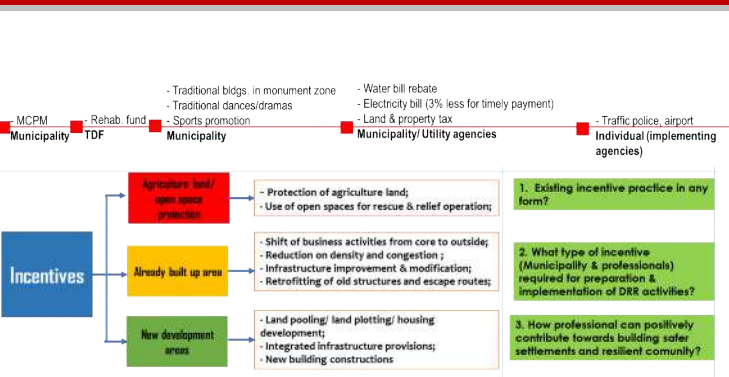 - MCPM
Municipality
- Rehab. fund
TDF
- Traditional bldgs. in monument zone
- Traditional dances/dramas
- Sports promotion
Municipality
- Water bill rebate
- Electricity bill (3% less for timely payment)
- Land & property tax
Municipality/ Utility agencies
- Traffic police, airport
Individual (implementing
agencies)
Incentives
Agriculture land/
open space
protection
- Protection of agriculture land;
- Use of open spaces for rescue & relief operation;
Already built up area
- Shift of business activities from core to outside;
- Reduction on density and congestion ;
- Infrastructure improvement & modification;
- Retrofitting of old structures and escape routes;
New development
areas
- Land pooling/ land plotting/ housing
development;
- Integrated infrastructure provisions;
- New building constructions
1. Existing incentive practice in any
form?
2. What type of incentive
(Municipality & professionals)
required for preparation &
implementation of DRR activities?
3. How professional can positively
contribute towards building safer
settlements and resilient comunity?